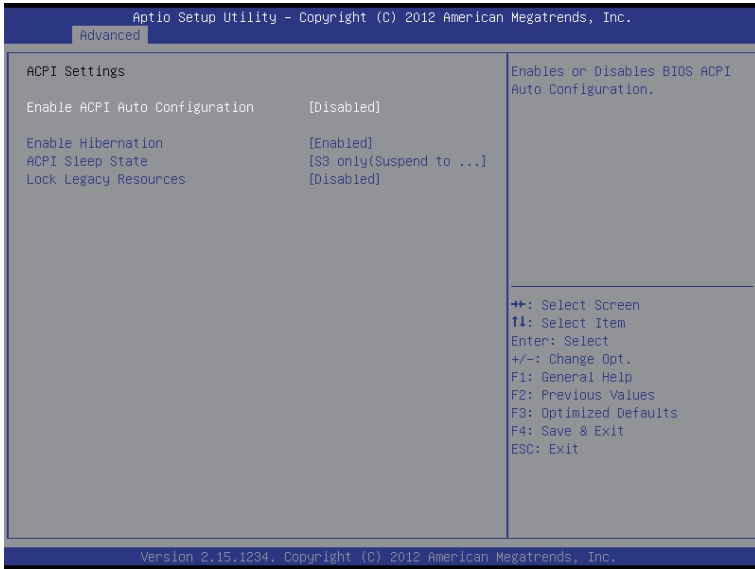 Aptio Setup Utility – Copyright (C) 2012 American Megatrends, Inc.
Advanced
ACPI Settings
Enable ACPI Auto Configuration [Disabled]
Enable Hibernation [Enabled]
ACPI Sleep State [S3 only(Suspend to ...]
Lock Legacy Resources [Disabled]
Enables or Disables BIOS ACPI
Auto Configuration.
→←: Select Screen
↑↓: Select Item
Enter: Select
+/-: Change Opt.
F1: General Help
F2: Previous Values
F3: Optimized Defaults
F4: Save & Exit
ESC: Exit
Version 2.15.1234. Copyright (C) 2012 American Megatrends, Inc.